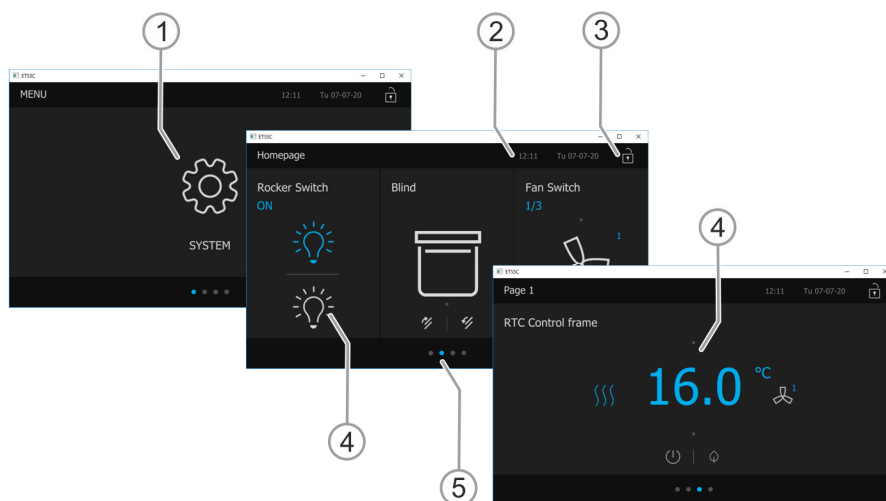 1
2
3
ETSSC
MENU
12:11 Tu 07-07-20
SYSTEM
ETSSC
Homepage
12:11 Tu 07-07-20
Rocker Switch
ON
Blind
Fan Switch
1/3
1
4
ETSSC
Page 1
12:11 Tu 07-07-20
RTC Control frame
16.0 °C
1
4
5